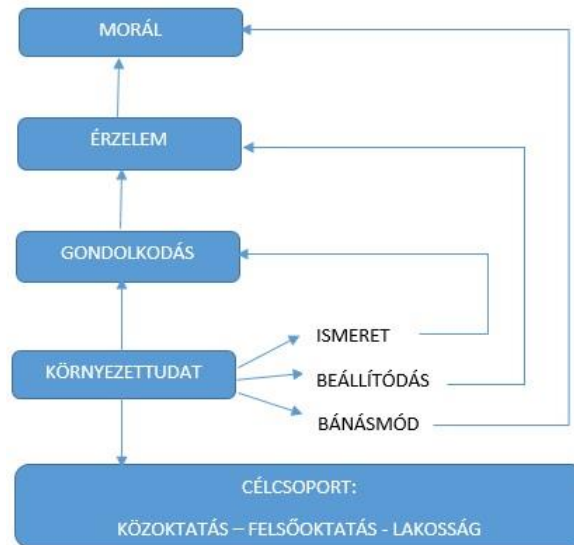 MORÁL
ÉRZELEM
GONDOLKODÁS
ISMERET
KÖRNYEZETTUDAT
BEÁLLÍTÓDÁS
BÁNÁSMÓD
CÉLCSOPORT:
KÖZOKTATÁS – FELSŐOKTATÁS - LAKOSSÁG